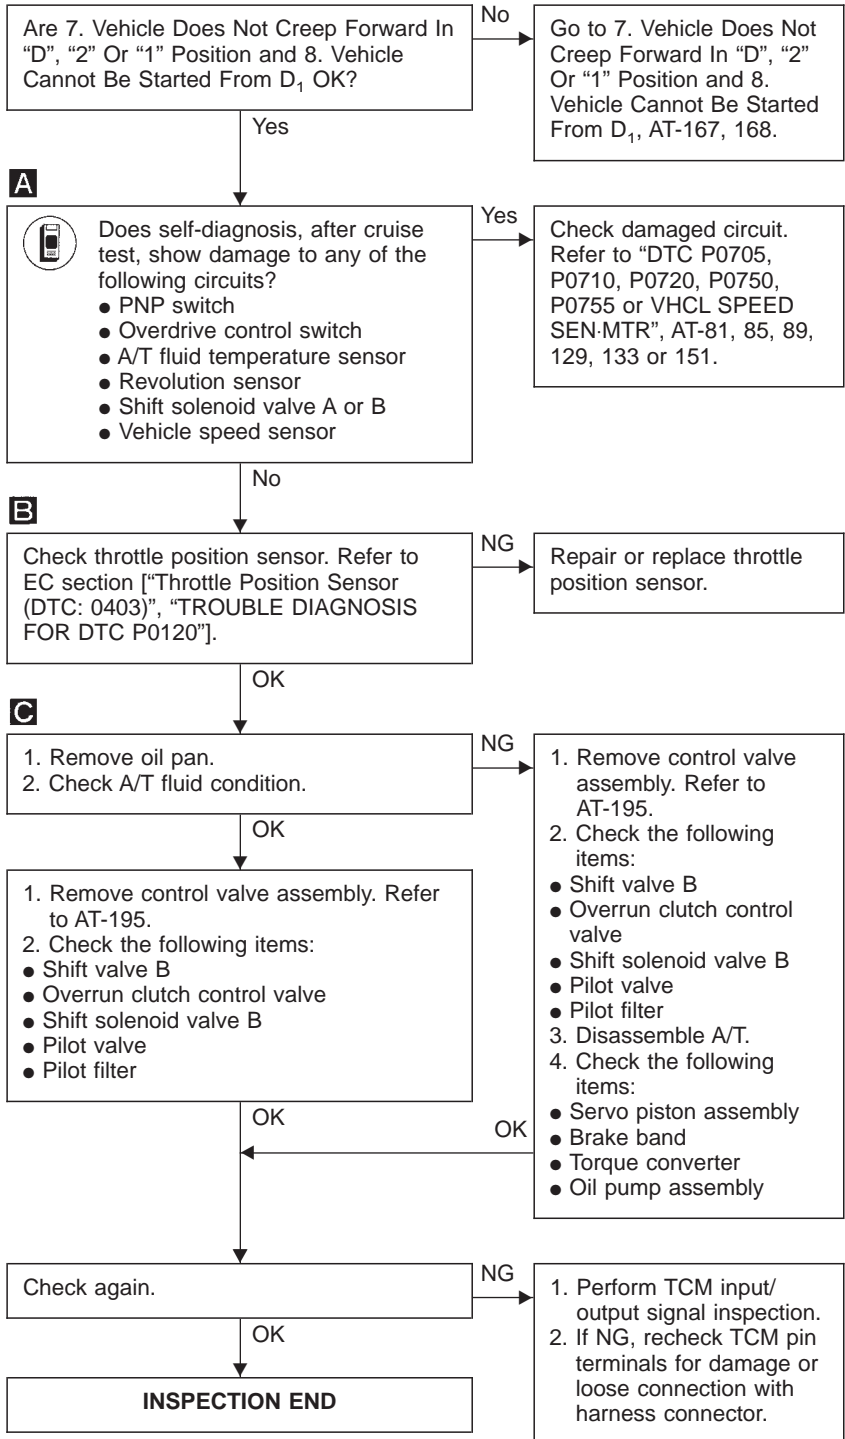 Are 7. Vehicle Does Not Creep Forward In
“D”, “2” Or “1” Position and 8. Vehicle
Cannot Be Started From D1 OK?
No
Go to 7. Vehicle Does Not
Creep Forward In “D”, “2”
Or “1” Position and 8.
Vehicle Cannot Be Started
From D1, AT-167, 168.
Yes
A
Does self-diagnosis, after cruise
test, show damage to any of the
following circuits?
● PNP switch
● Overdrive control switch
● A/T fluid temperature sensor
● Revolution sensor
● Shift solenoid valve A or B
● Vehicle speed sensor
Yes
Check damaged circuit.
Refer to “DTC P0705,
P0710, P0720, P0750,
P0755 or VHCL SPEED
SEN·MTR”, AT-81, 85, 89,
129, 133 or 151.
No
B
Check throttle position sensor. Refer to
EC section [“Throttle Position Sensor
(DTC: 0403)”, “TROUBLE DIAGNOSIS
FOR DTC P0120”].
NG
Repair or replace throttle
position sensor.
OK
C
1. Remove oil pan.
2. Check A/T fluid condition.
NG
1. Remove control valve
assembly. Refer to
AT-195.
2. Check the following
items:
● Shift valve B
● Overrun clutch control
valve
● Shift solenoid valve B
● Pilot valve
● Pilot filter
3. Disassemble A/T.
4. Check the following
items:
● Servo piston assembly
● Brake band
● Torque converter
● Oil pump assembly
OK
1. Remove control valve assembly. Refer
to AT-195.
2. Check the following items:
● Shift valve B
● Overrun clutch control valve
● Shift solenoid valve B
● Pilot valve
● Pilot filter
OK
OK
Check again.
NG
1. Perform TCM input/
output signal inspection.
2. If NG, recheck TCM pin
terminals for damage or
loose connection with
harness connector.
OK
INSPECTION END